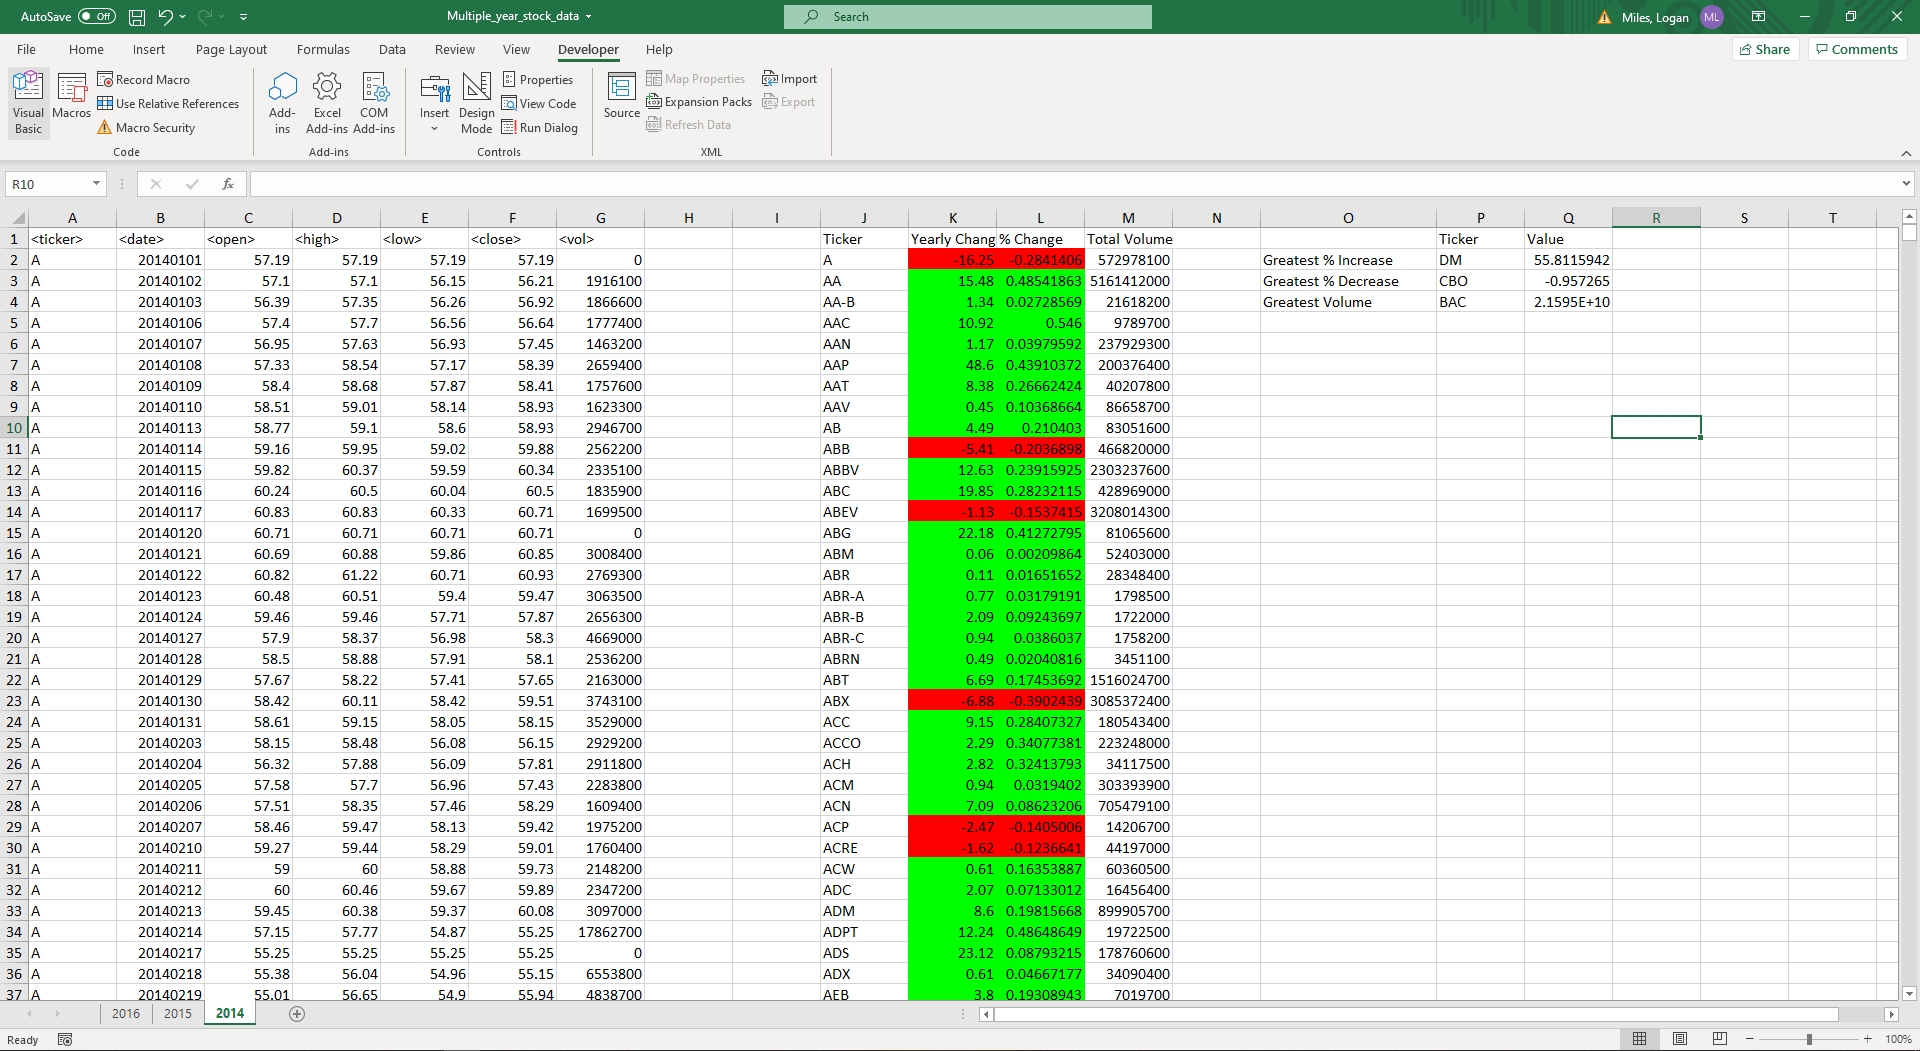 AutoSave Off Multiple_year_stock_data Search Miles, Logan ML
File Home Insert Page Layout Formulas Data Review View Developer Help Share Comments
Visual Basic Macros Record Macro Use Relative References Macro Security Add-ins Excel Add-ins COM Add-ins Insert Design Mode Properties View Code Run Dialog Source Map Properties Expansion Packs Refresh Data Import Export
Code Add-ins Controls XML
R10 fx
A B C D E F G H I J K L M N O P Q R S T
1 <ticker> <date> <open> <high> <low> <close> <vol> Ticker Yearly Chang % Change Total Volume Ticker Value
2 A 20140101 57.19 57.19 57.19 57.19 0 A -16.25 -0.2841406 572978100 Greatest % Increase DM 55.8115942
3 A 20140102 57.1 57.1 56.15 56.21 1916100 AA 15.48 0.48541863 5161412000 Greatest % Decrease CBO -0.957265
4 A 20140103 56.39 57.35 56.26 56.92 1866600 AA-B 1.34 0.02728569 21618200 Greatest Volume BAC 2.1595E+10
5 A 20140106 57.4 57.7 56.56 56.64 1777400 AAC 10.92 0.546 9789700
6 A 20140107 56.95 57.63 56.93 57.45 1463200 AAN 1.17 0.03979592 237929300
7 A 20140108 57.33 58.54 57.17 58.39 2659400 AAP 48.6 0.43910372 200376400
8 A 20140109 58.4 58.68 57.87 58.41 1757600 AAT 8.38 0.26662424 40207800
9 A 20140110 58.51 59.01 58.14 58.93 1623300 AAV 0.45 0.10368664 86658700
10 A 20140113 58.77 59.1 58.6 58.93 2946700 AB 4.49 0.210403 83051600
11 A 20140114 59.16 59.95 59.02 59.88 2562200 ABB -5.41 -0.2036898 466820000
12 A 20140115 59.82 60.37 59.59 60.34 2335100 ABBV 12.63 0.23915925 2303237600
13 A 20140116 60.24 60.5 60.04 60.5 1835900 ABC 19.85 0.28232115 428969000
14 A 20140117 60.83 60.83 60.33 60.71 1699500 ABEV -1.13 -0.1537415 3208014300
15 A 20140120 60.71 60.71 60.71 60.71 0 ABG 22.18 0.41272795 81065600
16 A 20140121 60.69 60.88 59.86 60.85 3008400 ABM 0.06 0.00209864 52403000
17 A 20140122 60.82 61.22 60.71 60.93 2769300 ABR 0.11 0.01651652 28348400
18 A 20140123 60.48 60.51 59.4 59.47 3063500 ABR-A 0.77 0.03179191 1798500
19 A 20140124 59.46 59.46 57.71 57.87 2656300 ABR-B 2.09 0.09243697 1722000
20 A 20140127 57.9 58.37 56.98 58.3 4669000 ABR-C 0.94 0.0386037 1758200
21 A 20140128 58.5 58.88 57.91 58.1 2536200 ABRN 0.49 0.02040816 3451100
22 A 20140129 57.67 58.22 57.41 57.65 2163000 ABT 6.69 0.17453692 1516024700
23 A 20140130 58.42 60.11 58.42 59.51 3743100 ABX -6.88 -0.3902439 3085372400
24 A 20140131 58.61 59.15 58.05 58.15 3529000 ACC 9.15 0.28407327 180543400
25 A 20140203 58.15 58.48 56.08 56.15 2929200 ACCO 2.29 0.34077381 223248000
26 A 20140204 56.32 57.88 56.09 57.81 2911800 ACH 2.82 0.32413793 34117500
27 A 20140205 57.58 57.7 56.96 57.43 2283800 ACM 0.94 0.0319402 303393900
28 A 20140206 57.51 58.35 57.46 58.29 1609400 ACN 7.09 0.08623206 705479100
29 A 20140207 58.46 59.47 58.13 59.42 1975200 ACP -2.47 -0.1405006 14206700
30 A 20140210 59.27 59.44 58.29 59.01 1760400 ACRE -1.62 -0.1236641 44197000
31 A 20140211 59 60 58.88 59.73 2148200 ACW 0.61 0.16353887 60360500
32 A 20140212 60 60.46 59.67 59.89 2347200 ADC 2.07 0.07133012 16456400
33 A 20140213 59.45 60.38 59.37 60.08 3097000 ADM 8.6 0.19815668 899905700
34 A 20140214 57.15 57.77 54.87 55.25 17862700 ADPT 12.24 0.48648649 19722500
35 A 20140217 55.25 55.25 55.25 55.25 0 ADS 23.12 0.08793215 178760600
36 A 20140218 55.38 56.04 54.96 55.15 6553800 ADX 0.61 0.04667177 34090400
37 A 20140219 55.01 56.65 54.9 55.94 4838700 AEB 3.8 0.19308943 7019700
2016 2015 2014
Ready 100%